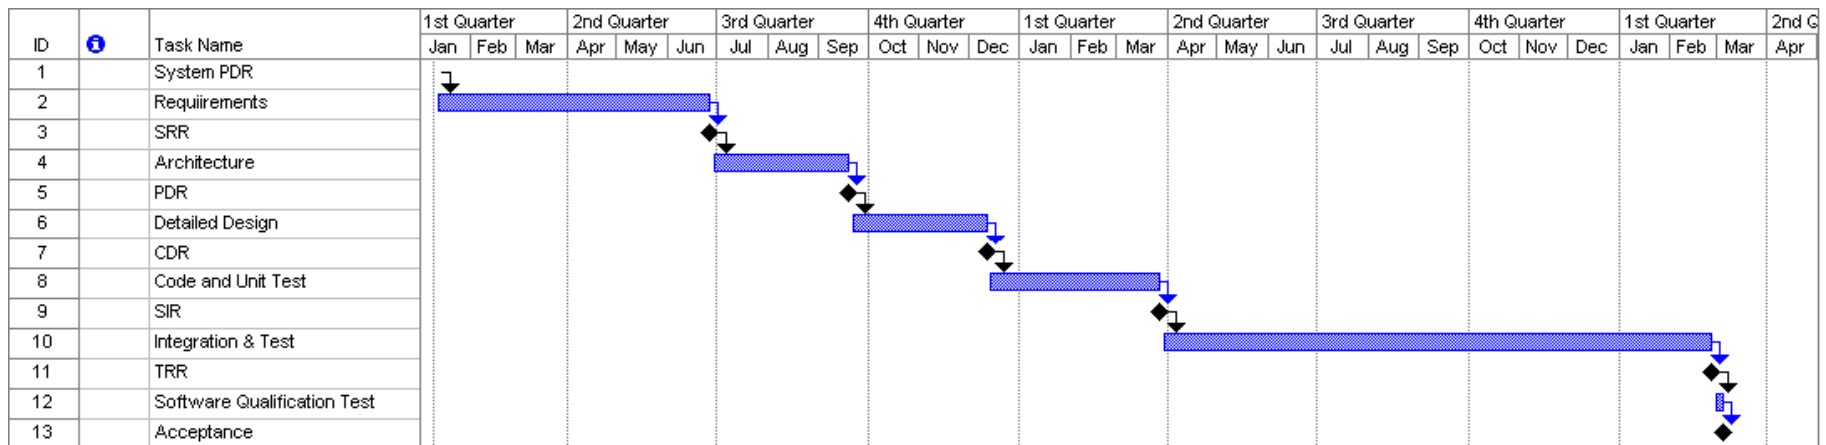 1st Quarter 2nd Quarter 3rd Quarter 4th Quarter 1st Quarter 2nd Quarter 3rd Quarter 4th Quarter 1st Quarter 2nd Q
ID i Task Name Jan Feb Mar Apr May Jun Jul Aug Sep Oct Nov Dec Jan Feb Mar Apr May Jun Jul Aug Sep Oct Nov Dec Jan Feb Mar Apr
1 System PDR
2 Requiirements
3 SRR
4 Architecture
5 PDR
6 Detailed Design
7 CDR
8 Code and Unit Test
9 SIR
10 Integration & Test
11 TRR
12 Software Qualification Test
13 Acceptance